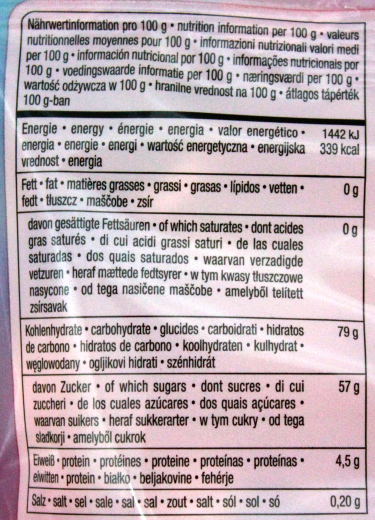 Nährwertinformation pro 100 g • nutrition information per 100 g • valeurs
nutritionnelles moyennes pour 100 g • informazioni nutrizionali valori medi
per 100 g • información nutricional por 100 g • informações nutricionais por
100 g • voedingswaarde informatie per 100 g • næringsværdi per 100 g •
wartość odżywcza w 100 g • hranilne vrednost na 100 g • átlagos tápérték
100 g-ban
Energie • energy • énergie • energia • valor energético • 1442 kJ
energia • energie • energi • wartość energetyczna • energijska 339 kcal
vrednost • energia
Fett • fat • matières grasses • grassi • grasas • lípidos • vetten • 0 g
fedt • tłuszcz • maščobe • zsír
davon gesättigte Fettsäuren • of which saturates • dont acides 0 g
gras saturés • di cui acidi grassi saturi • de las cuales
saturadas • dos quais saturados • waarvan verzadigde
vetzuren • heraf mættede fedtsyrer • w tym kwasy tłuszczowe
nasycone • od tega nasičene maščobe • amelyből telített
zsírsavak
Kohlenhydrate • carbohydrate • glucides • carboidrati • hidratos 79 g
de carbono • hidratos de carbono • koolhydraten • kulhydrat •
węglowodany • ogljikovi hidrati • szénhidrát
davon Zucker • of which sugars • dont sucres • di cui 57 g
zuccheri • de los cuales azúcares • dos quais açúcares •
waarvan suikers • heraf sukkerarter • w tym cukry • od tega
sladkorji • amelyből cukrok
Eiweiß • protein • protéines • proteine • proteínas • proteínas • 4,5 g
eiwitten • protein • białko • beljakovine • fehérje
Salz • salt • sel • sale • sal • sal • zout • salt • sól • sol • só 0,20 g